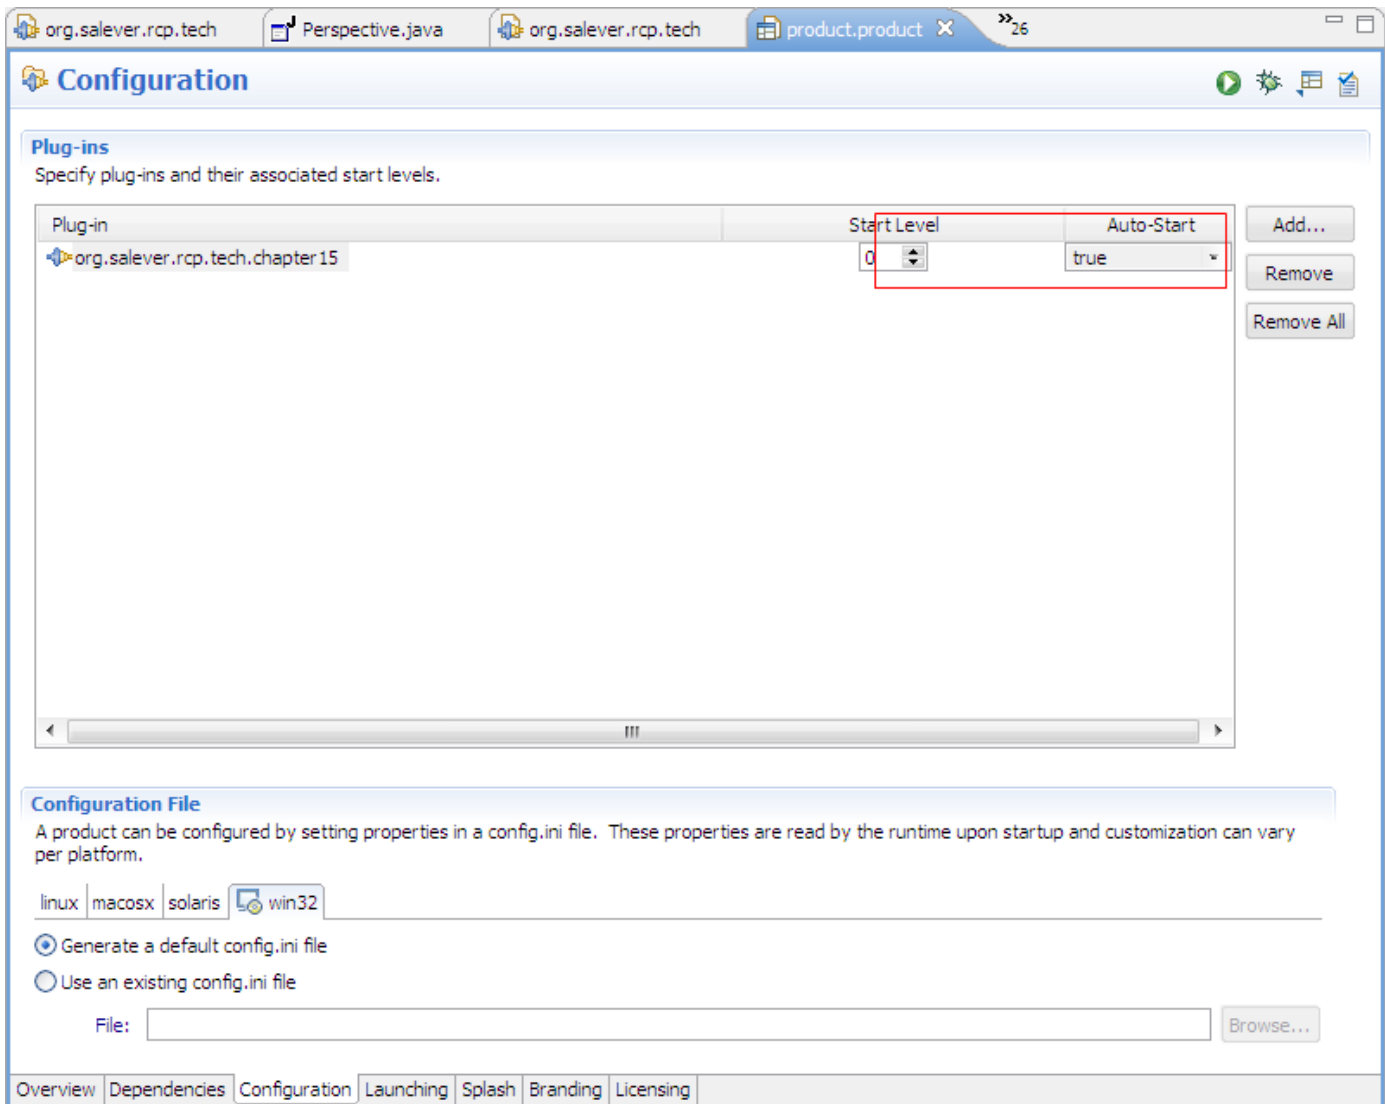 org.salever.rcp.tech Perspective.java org.salever.rcp.tech product.product »26
Configuration
Plug-ins
Specify plug-ins and their associated start levels.
Plug-in Start Level Auto-Start Add...
org.salever.rcp.tech.chapter15 0 true
Remove
Remove All
Configuration File
A product can be configured by setting properties in a config.ini file. These properties are read by the runtime upon startup and customization can vary
per platform.
linux macosx solaris win32
Generate a default config.ini file
Use an existing config.ini file
File: Browse...
Overview Dependencies Configuration Launching Splash Branding Licensing